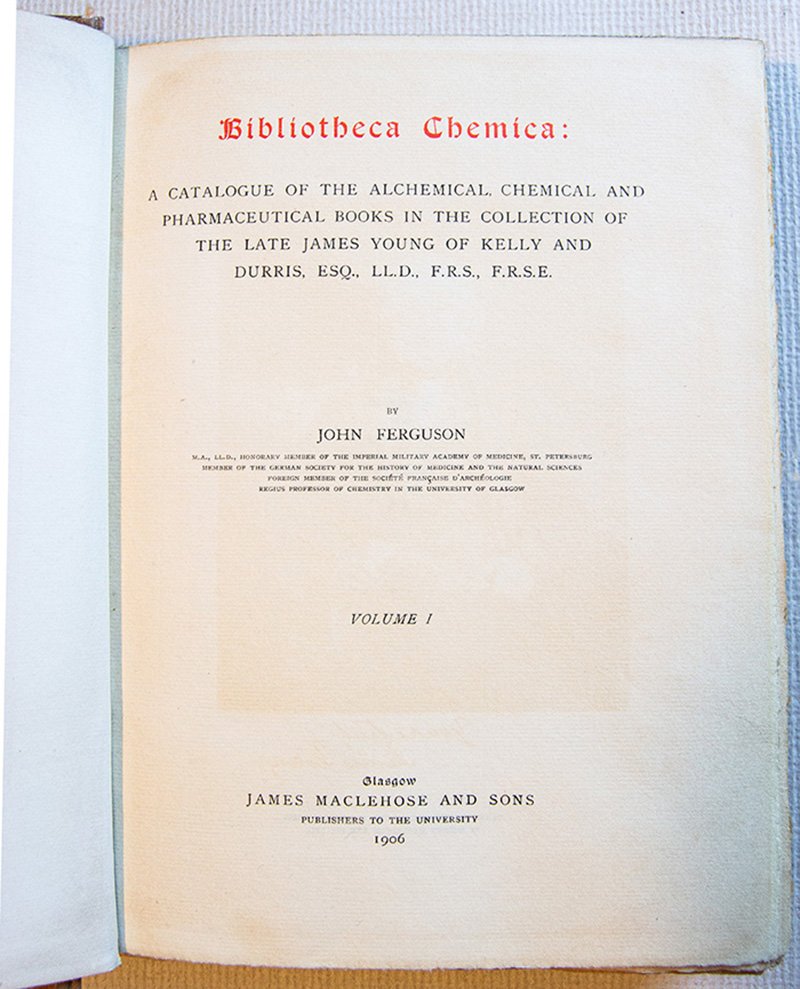 Bibliotheca Chemica:
A CATALOGUE OF THE ALCHEMICAL, CHEMICAL AND
PHARMACEUTICAL BOOKS IN THE COLLECTION OF
THE LATE JAMES YOUNG OF KELLY AND
DURRIS, ESQ., LL.D., F.R.S., F.R.S.E.
BY
JOHN FERGUSON
M.A., LL.D., HONORARY MEMBER OF THE IMPERIAL MILITARY ACADEMY OF MEDICINE, ST. PETERSBURG
MEMBER OF THE GERMAN SOCIETY FOR THE HISTORY OF MEDICINE AND THE NATURAL SCIENCES
FOREIGN MEMBER OF THE SOCIÉTÉ FRANÇAISE D'ARCHÉOLOGIE
REGIUS PROFESSOR OF CHEMISTRY IN THE UNIVERSITY OF GLASGOW
VOLUME I
Glasgow
JAMES MACLEHOSE AND SONS
PUBLISHERS TO THE UNIVERSITY
1906